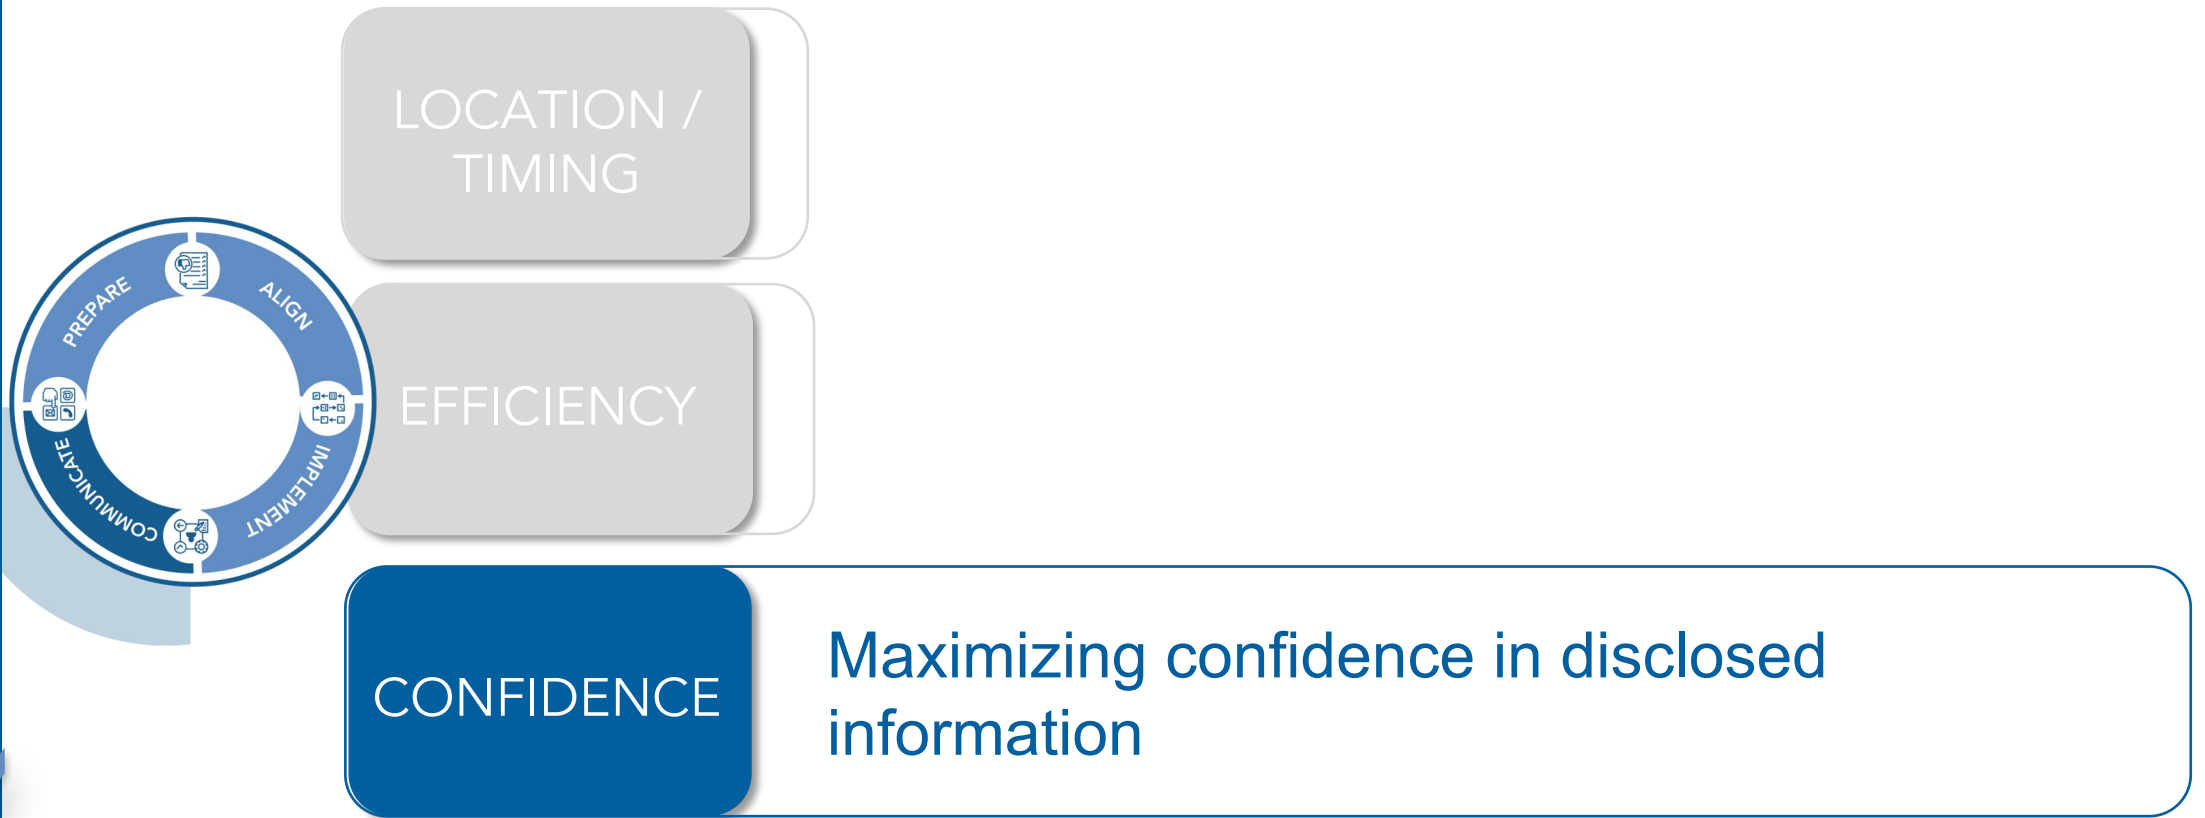 LOCATION /
TIMING
PREPARE
ALIGN
EFFICIENCY
COMMUNICATE
IMPLEMENT
CONFIDENCE
Maximizing confidence in disclosed
information